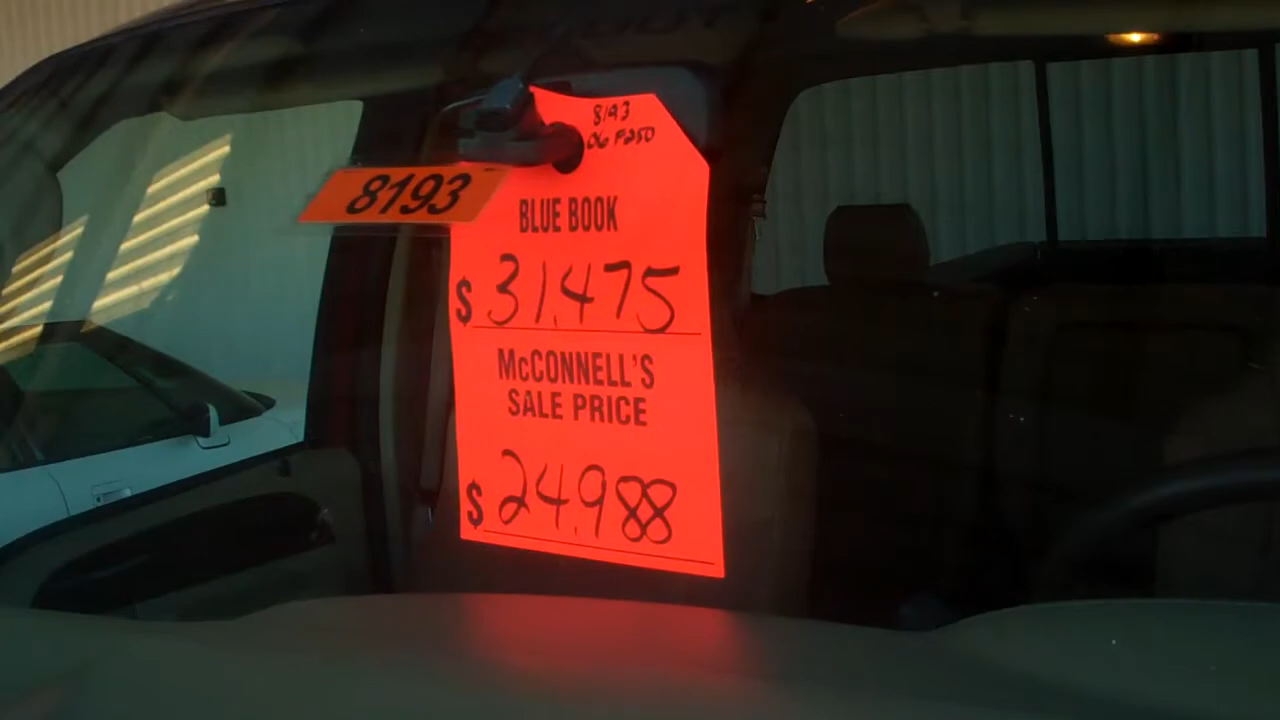 8193
06 F250
8193
BLUE BOOK
$ 31,475
McCONNELL'S
SALE PRICE
$ 24,988